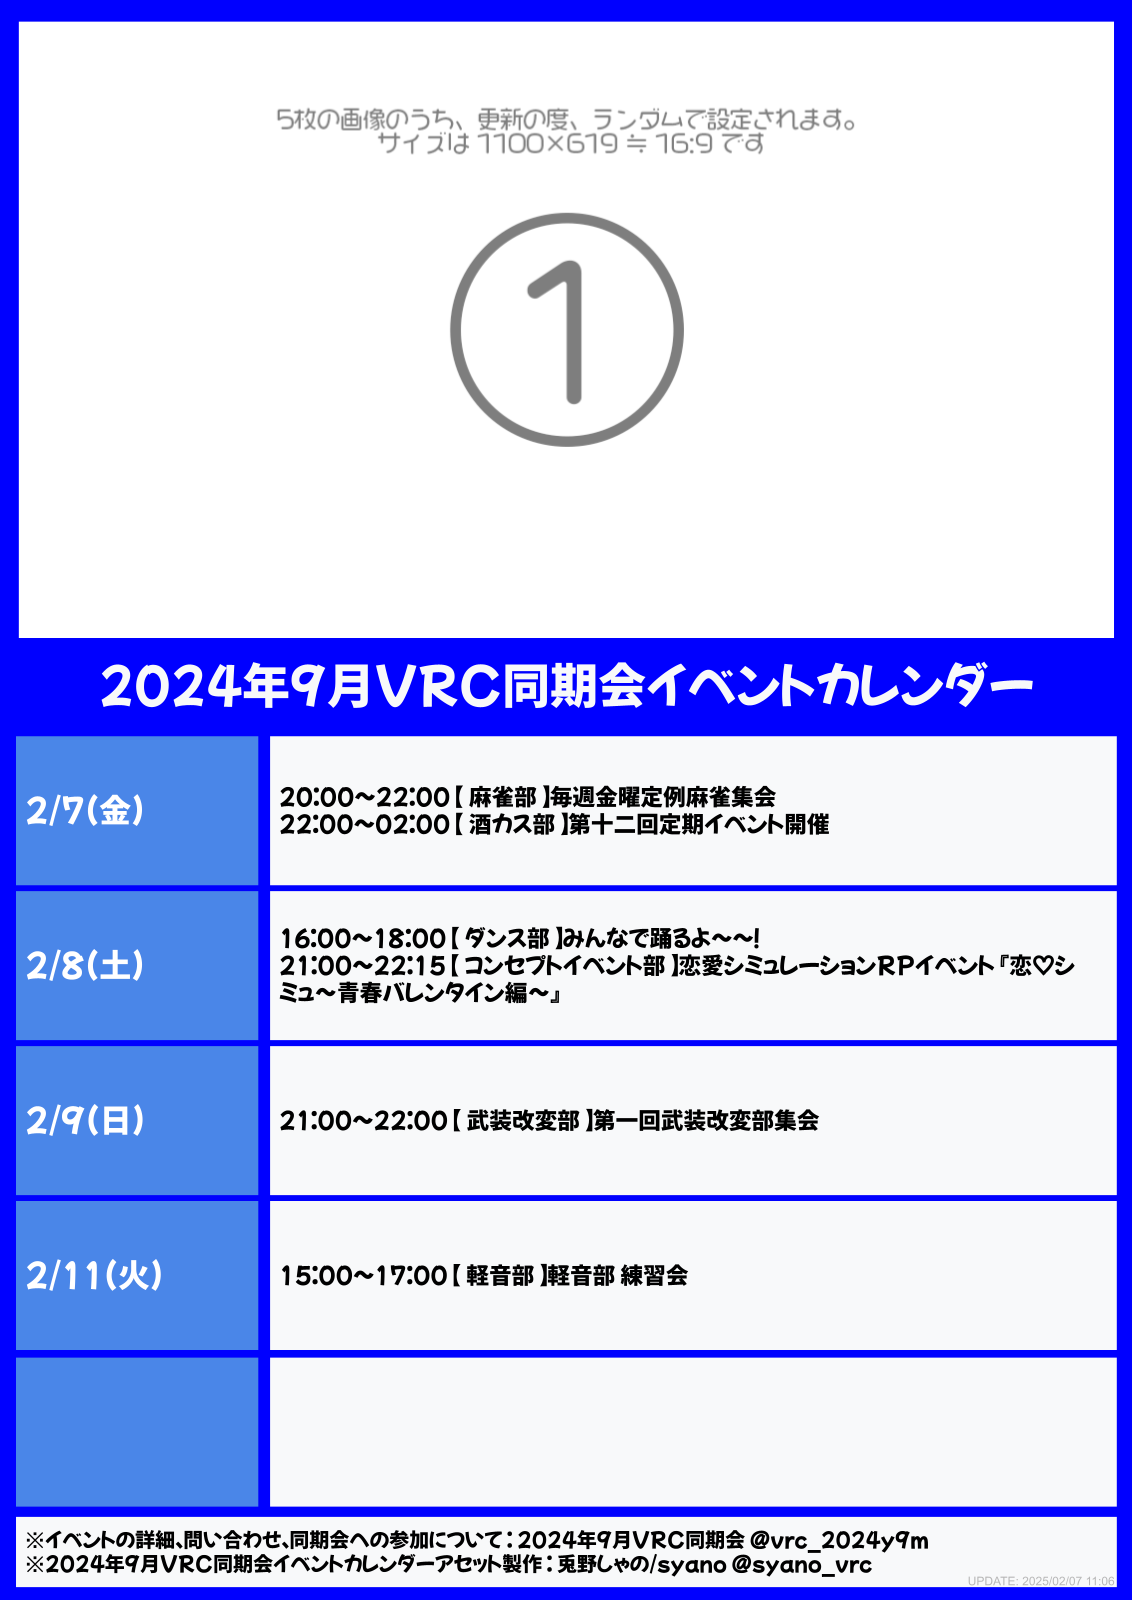 5枚の画像のうち、更新の度、ランダムで設定されます。
サイズは 1100×619 ≒ 16:9 です
1
2024年9月VRC同期会イベントカレンダー
2/7(金)
20:00～22:00【 麻雀部 】毎週金曜定例麻雀集会
22:00～02:00【 酒カス部 】第十二回定期イベント開催
2/8(土)
16:00～18:00【 ダンス部 】みんなで踊るよ～～!
21:00～22:15【 コンセプトイベント部 】恋愛シミュレーションRPイベント『恋♡シ
ミュ～青春バレンタイン編～』
2/9(日)
21:00～22:00【 武装改変部 】第一回武装改変部集会
2/11(火)
15:00～17:00【 軽音部 】軽音部 練習会
※イベントの詳細、問い合わせ、同期会への参加について：2024年9月VRC同期会 @vrc_2024y9m
※2024年9月VRC同期会イベントカレンダーアセット製作：兎野しゃの/syano @syano_vrc
UPDATE: 2025/02/07 11:06